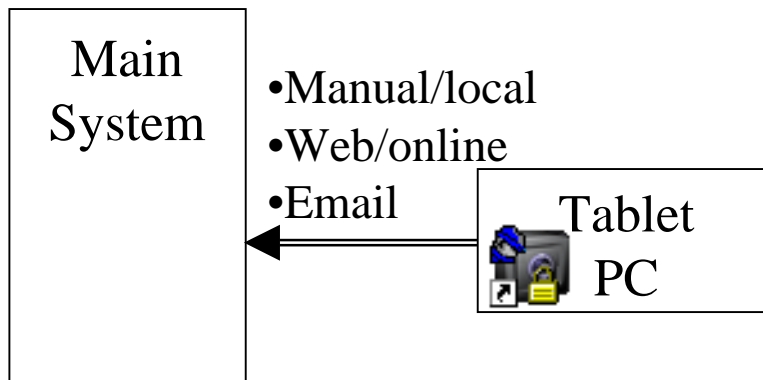 Main
System
•Manual/local
•Web/online
•Email
Tablet
PC